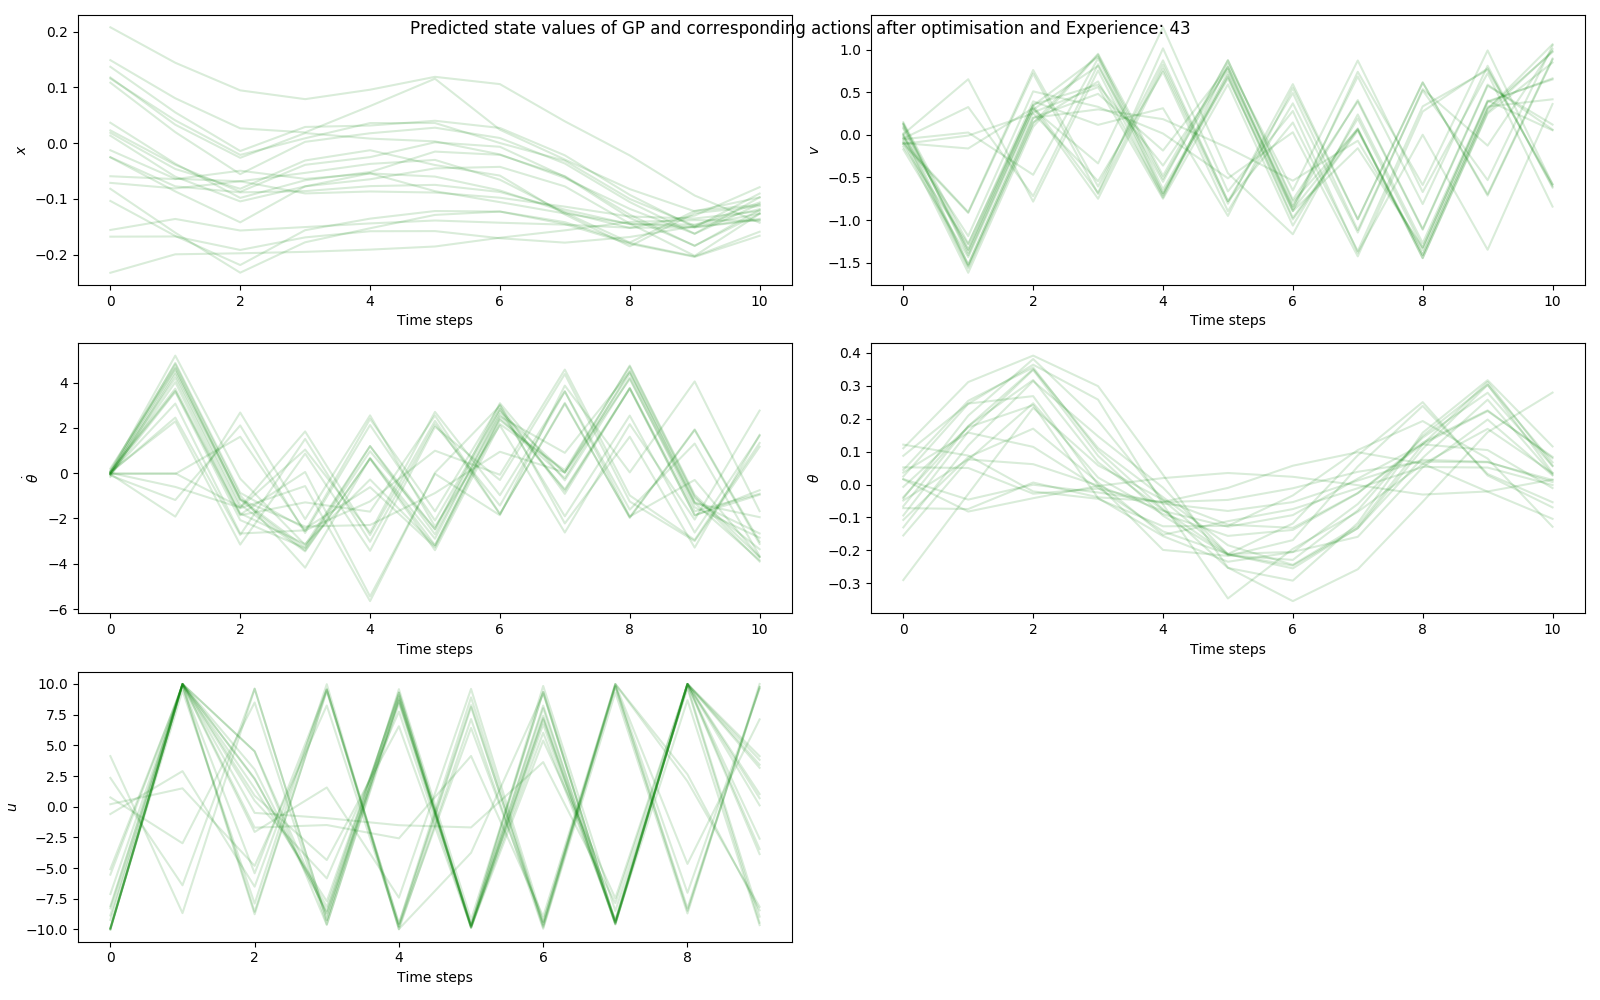 Predicted state values of GP and corresponding actions after optimisation and Experience: 43
0.2
0.1
0.0
−0.1
−0.2
x
0 2 4 6 8 10
Time steps
1.0
0.5
0.0
−0.5
−1.0
−1.5
v
0 2 4 6 8 10
Time steps
4
2
0
−2
−4
−6
θ̇
0 2 4 6 8 10
Time steps
0.4
0.3
0.2
0.1
0.0
−0.1
−0.2
−0.3
θ
0 2 4 6 8 10
Time steps
10.0
7.5
5.0
2.5
0.0
−2.5
−5.0
−7.5
−10.0
u
0 2 4 6 8
Time steps